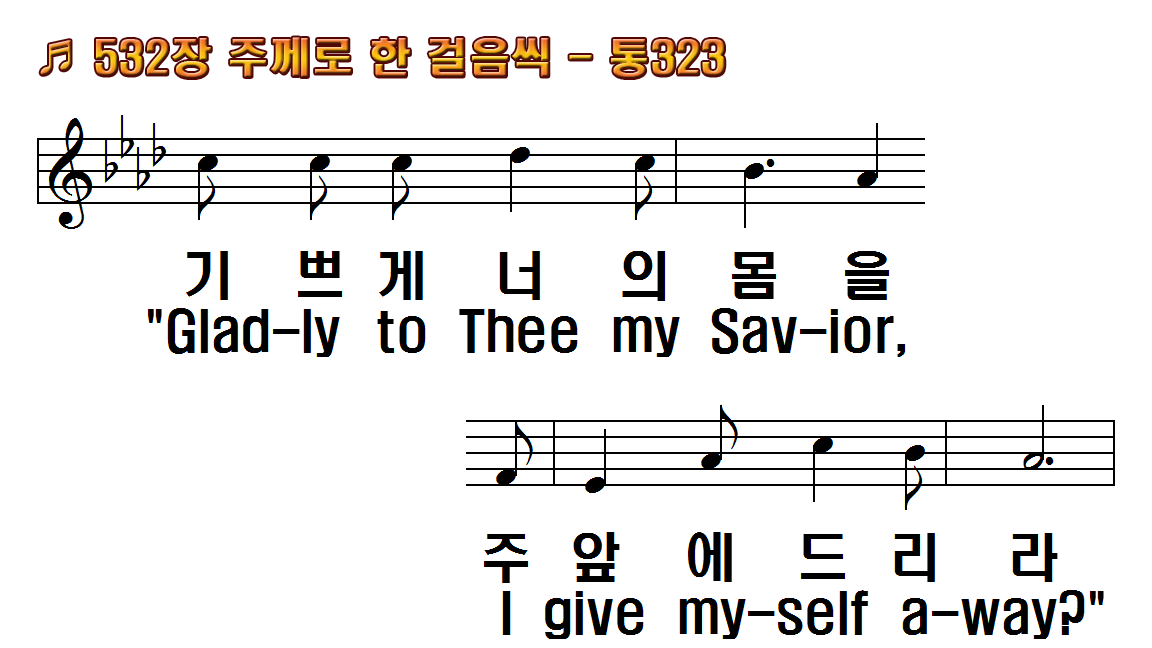 ♬ 532장 주께로 한 걸음씩 - 통323
기 쁘 게 너 의 몸 을
"Glad-ly to Thee my Sav-ior,
주 앞 에 드 리 라
I give my-self a-way?"